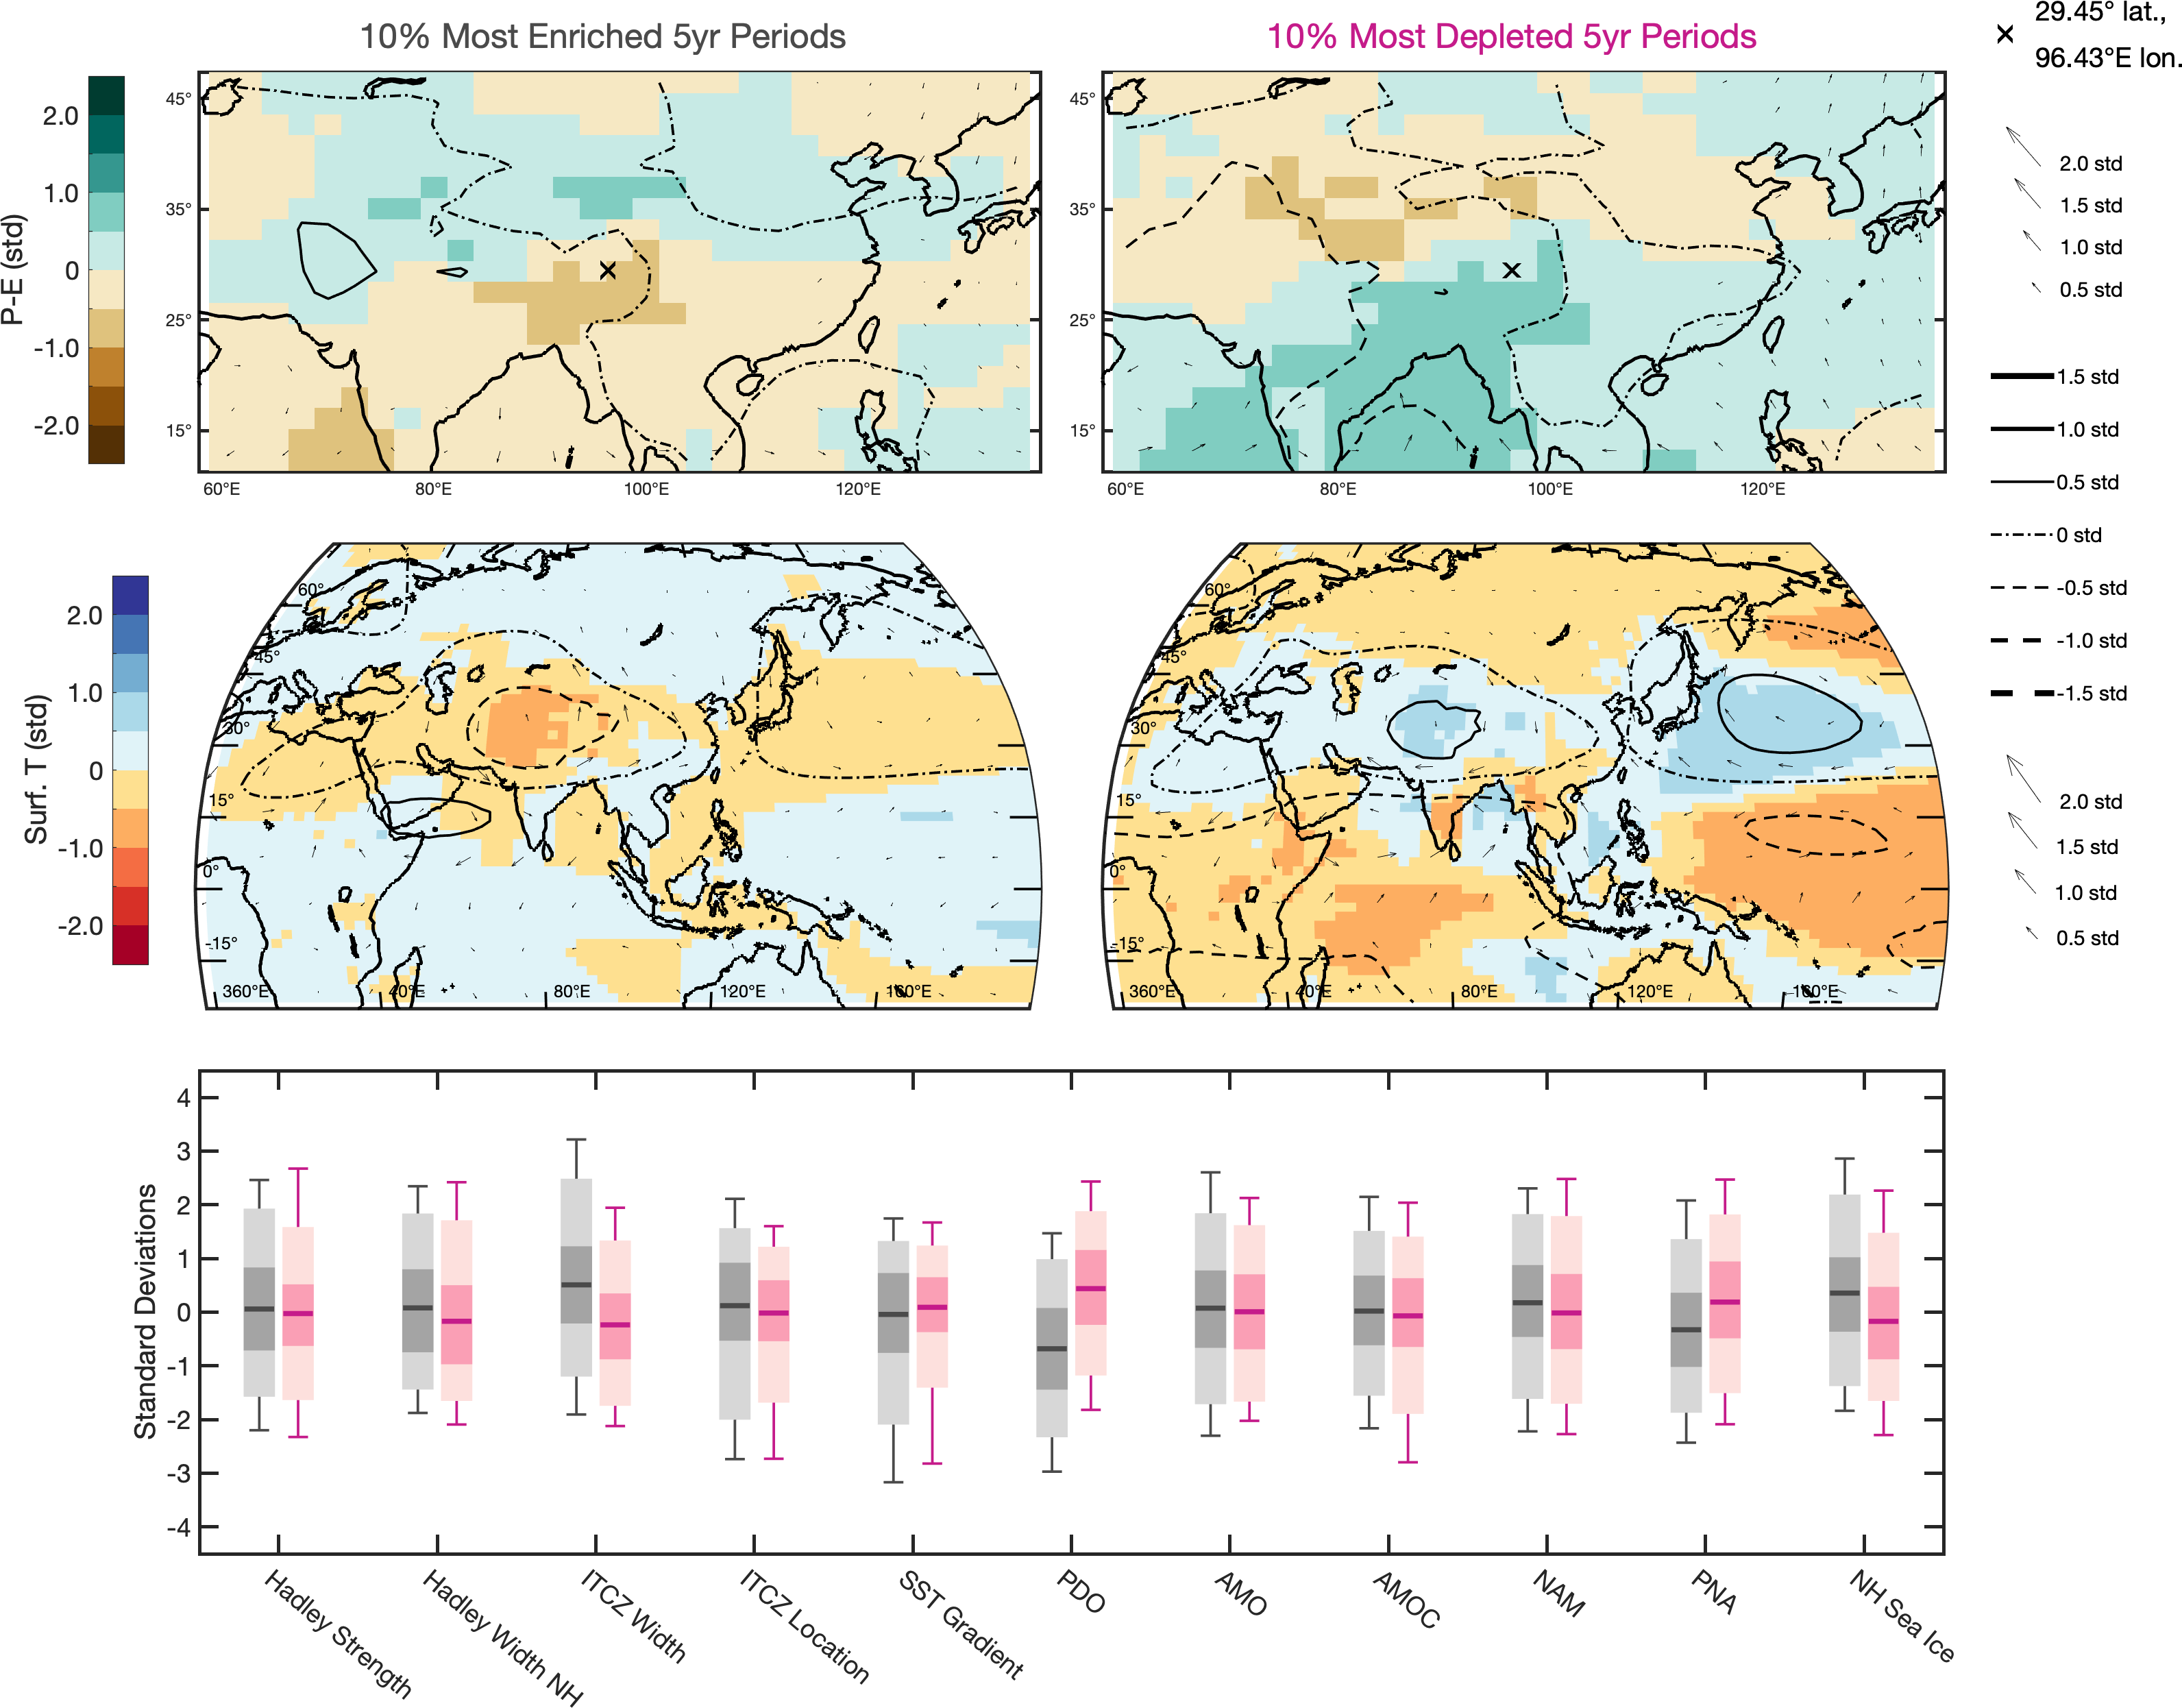 10% Most Enriched 5yr Periods
10% Most Depleted 5yr Periods
29.45° lat.,
96.43°E lon.
P-E (std)
2.0
1.0
0
-1.0
-2.0
45°
35°
25°
15°
60°E
80°E
100°E
120°E
45°
35°
25°
15°
60°E
80°E
100°E
120°E
2.0 std
1.5 std
1.0 std
0.5 std
1.5 std
1.0 std
0.5 std
0 std
-0.5 std
-1.0 std
-1.5 std
Surf. T (std)
2.0
1.0
0
-1.0
-2.0
60°
45°
30°
15°
0°
-15°
360°E
40°E
80°E
120°E
160°E
60°
45°
30°
15°
0°
-15°
360°E
40°E
80°E
120°E
160°E
2.0 std
1.5 std
1.0 std
0.5 std
Standard Deviations
4
3
2
1
0
-1
-2
-3
-4
Hadley Strength
Hadley Width NH
ITCZ Width
ITCZ Location
SST Gradient
PDO
AMO
AMOC
NAM
PNA
NH Sea Ice